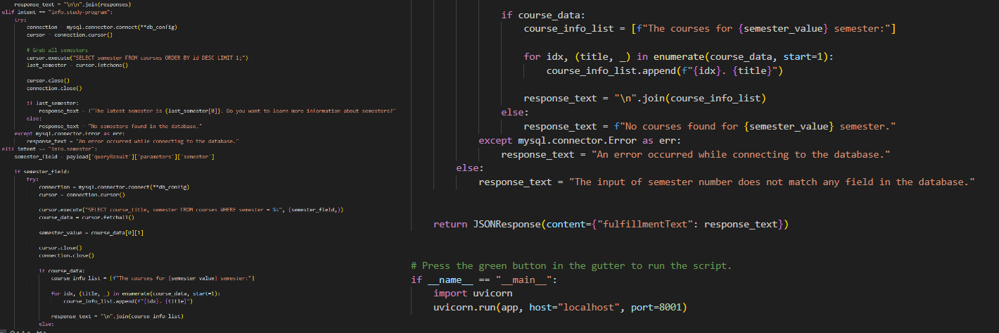 response_text = "\n\n".join(responses)
elif intent == "info.study-program":
try:
connection = mysql.connector.connect(**db_config)
cursor = connection.cursor()
# Grab all semesters
cursor.execute("SELECT semester FROM courses ORDER BY id DESC LIMIT 1;")
last_semester = cursor.fetchone()
cursor.close()
connection.close()
if last_semester:
response_text = f"The latest semester is {last_semester[0]}. Do you want to learn more information about semesters?"
else:
response_text = "No semesters found in the database."
except mysql.connector.Error as err:
response_text = "An error occurred while connecting to the database."
elif intent == "info.semester":
semester_field = payload['queryResult']['parameters']['semester']
if semester_field:
try:
connection = mysql.connector.connect(**db_config)
cursor = connection.cursor()
cursor.execute("SELECT course_title, semester FROM courses WHERE semester = %s", (semester_field,))
course_data = cursor.fetchall()
semester_value = course_data[0][1]
cursor.close()
connection.close()
if course_data:
course_info_list = [f"The courses for {semester_value} semester:"]
for idx, (title, _) in enumerate(course_data, start=1):
course_info_list.append(f"{idx}. {title}")
response_text = "\n".join(course_info_list)
else:
if course_data:
course_info_list = [f"The courses for {semester_value} semester:"]
for idx, (title, _) in enumerate(course_data, start=1):
course_info_list.append(f"{idx}. {title}")
response_text = "\n".join(course_info_list)
else:
response_text = f"No courses found for {semester_value} semester."
except mysql.connector.Error as err:
response_text = "An error occurred while connecting to the database."
else:
response_text = "The input of semester number does not match any field in the database."
return JSONResponse(content={"fulfillmentText": response_text})
# Press the green button in the gutter to run the script.
if __name__ == "__main__":
import uvicorn
uvicorn.run(app, host="localhost", port=8001)